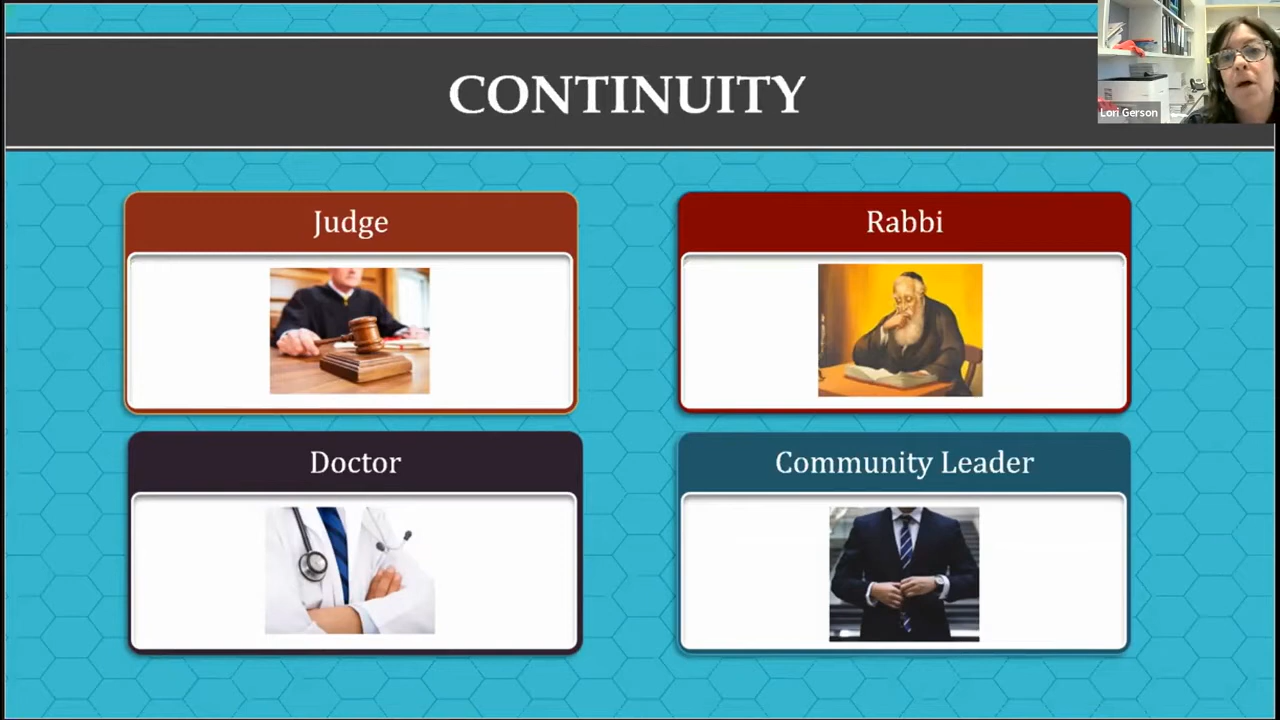 CONTINUITY
Lori Gerson
Judge
Rabbi
Doctor
Community Leader